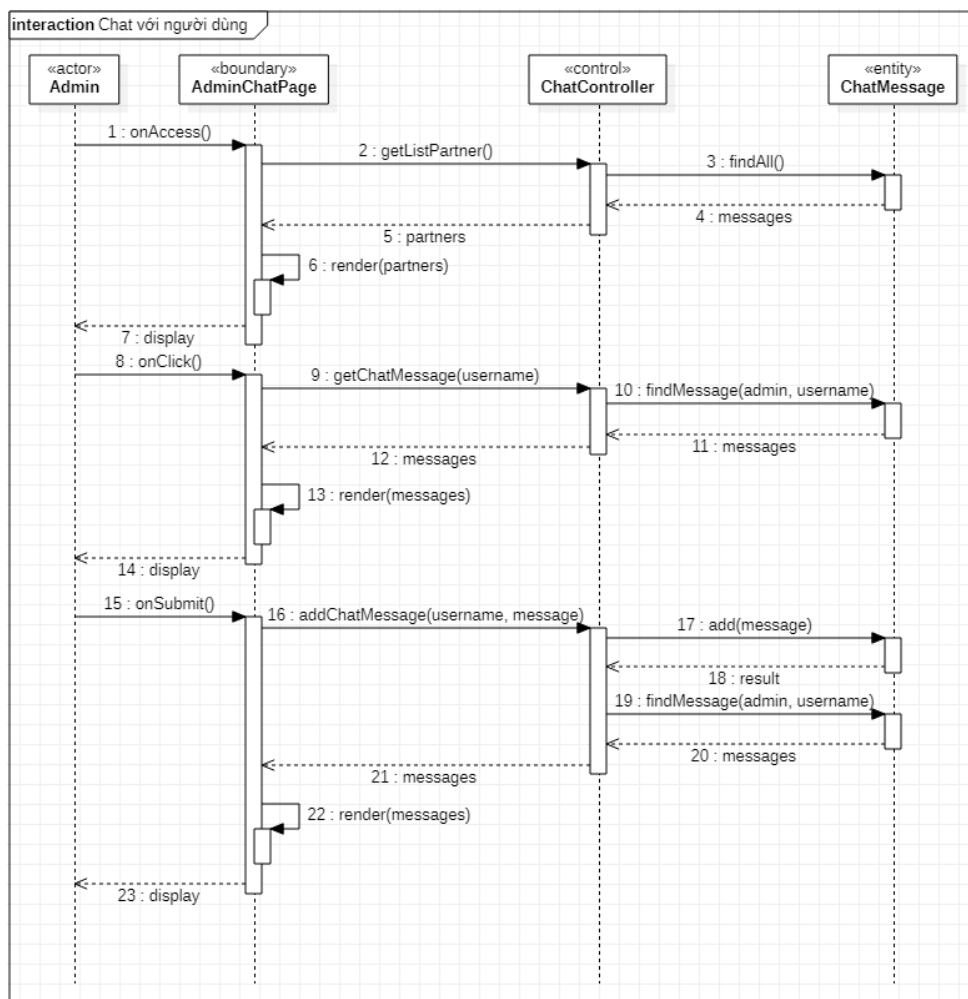 interaction Chat với người dùng
«actor»
Admin
«boundary»
AdminChatPage
«control»
ChatController
«entity»
ChatMessage
1 : onAccess()
2 : getListPartner()
3 : findAll()
4 : messages
5 : partners
6 : render(partners)
7 : display
8 : onClick()
9 : getChatMessage(username)
10 : findMessage(admin, username)
11 : messages
12 : messages
13 : render(messages)
14 : display
15 : onSubmit()
16 : addChatMessage(username, message)
17 : add(message)
18 : result
19 : findMessage(admin, username)
20 : messages
21 : messages
22 : render(messages)
23 : display